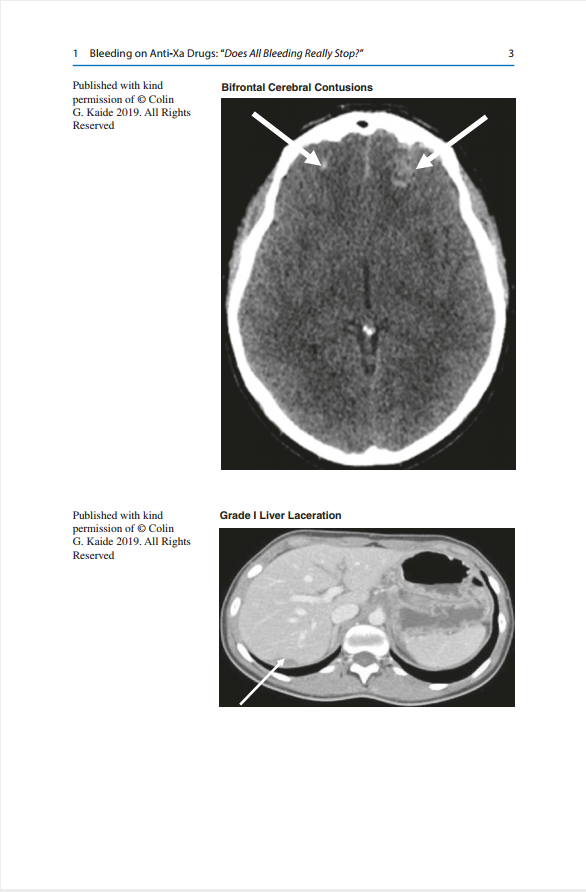 1 Bleeding on Anti-Xa Drugs: “Does All Bleeding Really Stop?” 3
Published with kind
permission of © Colin
G. Kaide 2019. All Rights
Reserved
Bifrontal Cerebral Contusions
Published with kind
permission of © Colin
G. Kaide 2019. All Rights
Reserved
Grade I Liver Laceration